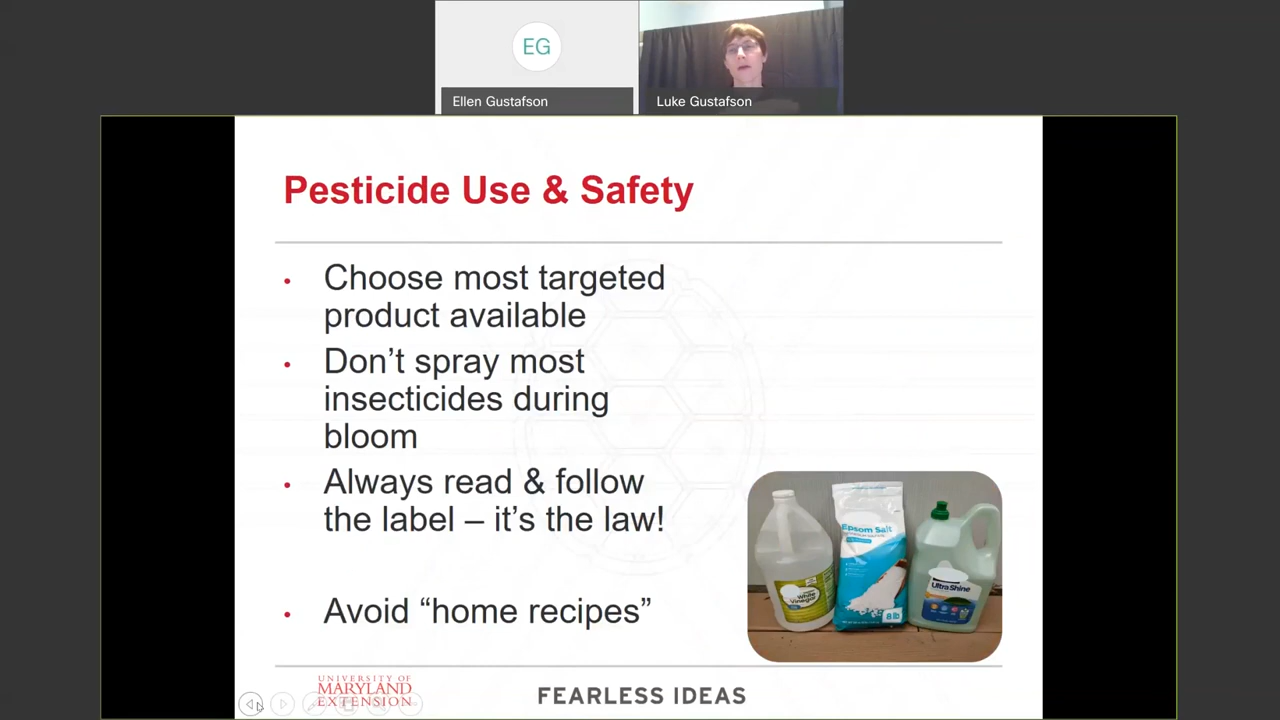 EG
Ellen Gustafson
Luke Gustafson
Pesticide Use & Safety
• Choose most targeted
product available
• Don’t spray most
insecticides during
bloom
• Always read & follow
the label – it’s the law!
• Avoid “home recipes”
White
Vinegar
Epsom Salt
8 lb
Ultra Shine
UNIVERSITY OF
MARYLAND
EXTENSION
FEARLESS IDEAS